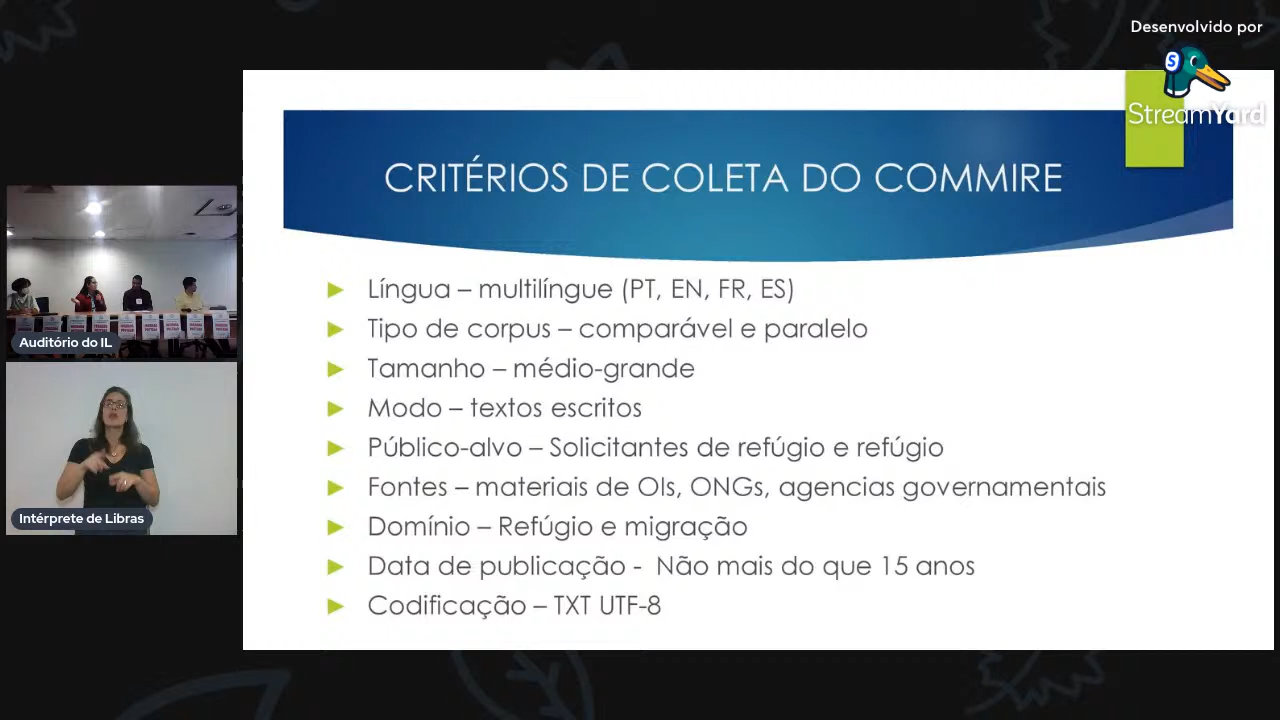 Desenvolvido por
StreamYard
CRITÉRIOS DE COLETA DO COMMIRE
Língua – multilíngue (PT, EN, FR, ES)
Tipo de corpus – comparável e paralelo
Tamanho – médio-grande
Modo – textos escritos
Público-alvo – Solicitantes de refúgio e refúgio
Fontes – materiais de OIs, ONGs, agencias governamentais
Domínio – Refúgio e migração
Data de publicação - Não mais do que 15 anos
Codificação – TXT UTF-8
Auditório do IL
Intérprete de Libras